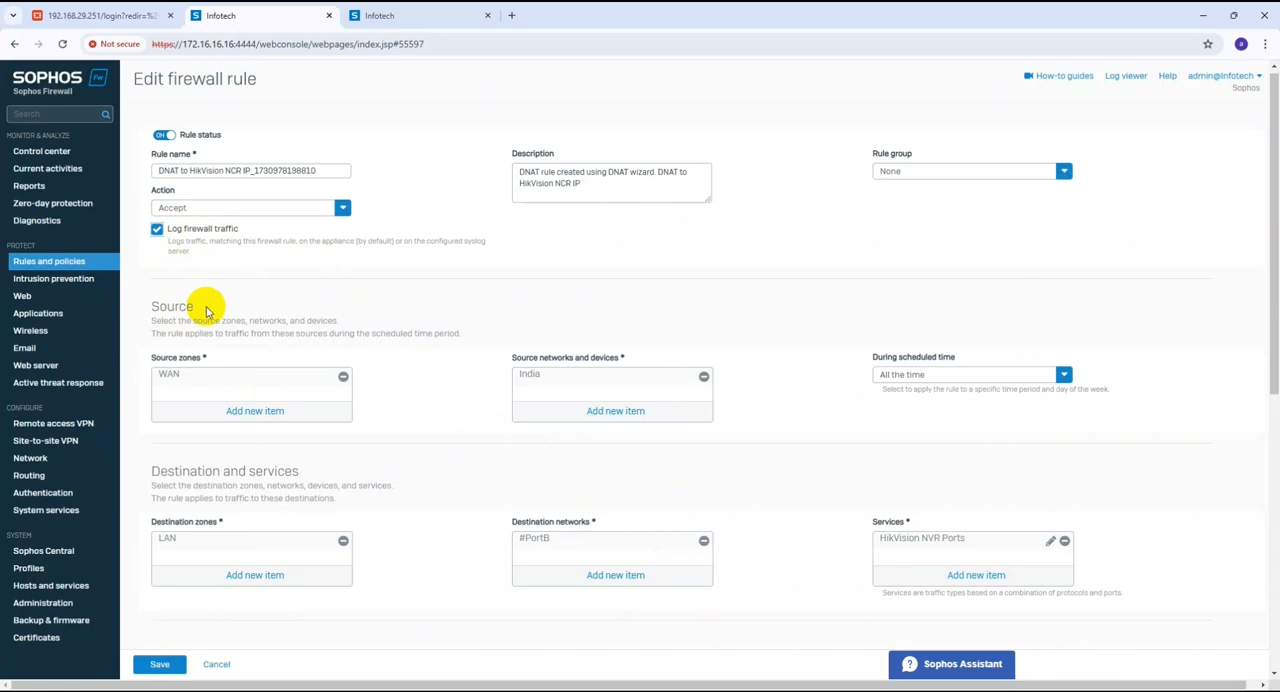 192.168.29.251/login?redir=%2
Infotech
Infotech
Not secure
https://172.16.16.16:4444/webconsole/webpages/index.jsp#55597
a
SOPHOS Fw
Sophos Firewall
Search
MONITOR & ANALYZE
Control center
Current activities
Reports
Zero-day protection
Diagnostics
PROTECT
Rules and policies
Intrusion prevention
Web
Applications
Wireless
Email
Web server
Active threat response
CONFIGURE
Remote access VPN
Site-to-site VPN
Network
Routing
Authentication
System services
SYSTEM
Sophos Central
Profiles
Hosts and services
Administration
Backup & firmware
Certificates
Edit firewall rule
How-to guides Log viewer Help admin@Infotech
Sophos
ON Rule status
Rule name *
DNAT to HikVision NCR IP_1730978198810
Description
DNAT rule created using DNAT wizard. DNAT to
HikVision NCR IP
Rule group
None
Action
Accept
Log firewall traffic
Logs traffic, matching this firewall rule, on the appliance [by default] or on the configured syslog
server.
Source
Select the source zones, networks, and devices.
The rule applies to traffic from these sources during the scheduled time period.
Source zones *
WAN
Add new item
Source networks and devices *
India
Add new item
During scheduled time
All the time
Select to apply the rule to a specific time period and day of the week.
Destination and services
Select the destination zones, networks, devices, and services.
The rule applies to traffic to these destinations.
Destination zones *
LAN
Add new item
Destination networks *
#PortB
Add new item
Services *
HikVision NVR Ports
Add new item
Services are traffic types based on a combination of protocols and ports.
Save Cancel
? Sophos Assistant